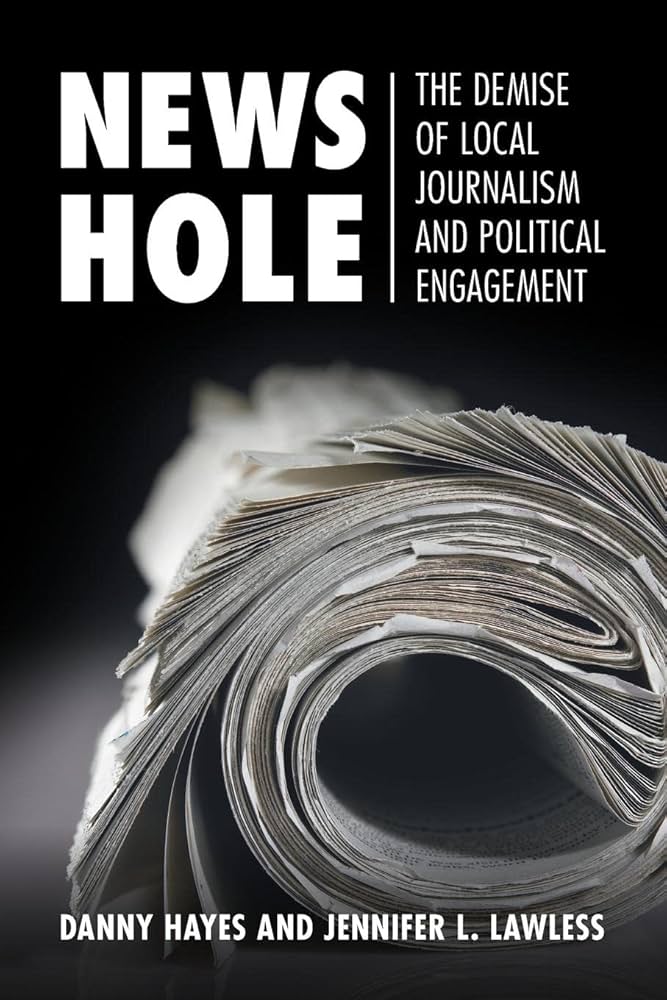 NEWS
HOLE
THE DEMISE
OF LOCAL
JOURNALISM
AND POLITICAL
ENGAGEMENT
DANNY HAYES AND JENNIFER L. LAWLESS